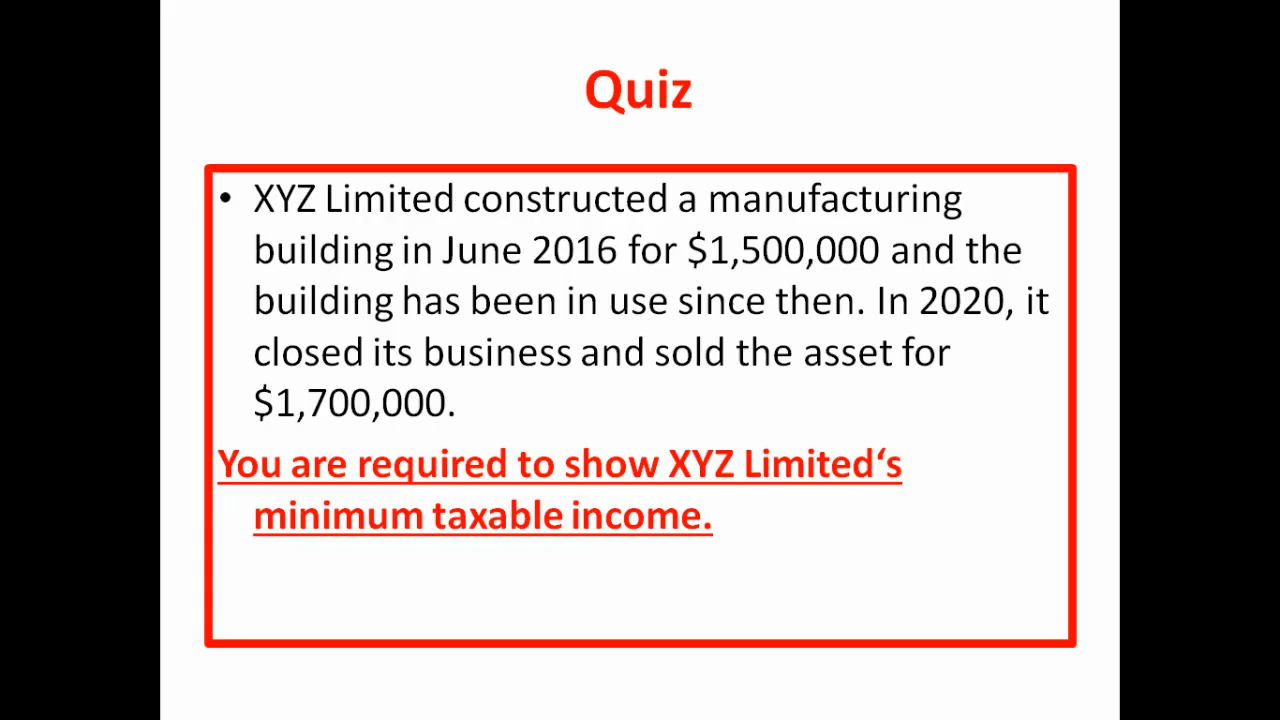 Quiz
• XYZ Limited constructed a manufacturing
building in June 2016 for $1,500,000 and the
building has been in use since then. In 2020, it
closed its business and sold the asset for
$1,700,000.
You are required to show XYZ Limited‘s
minimum taxable income.